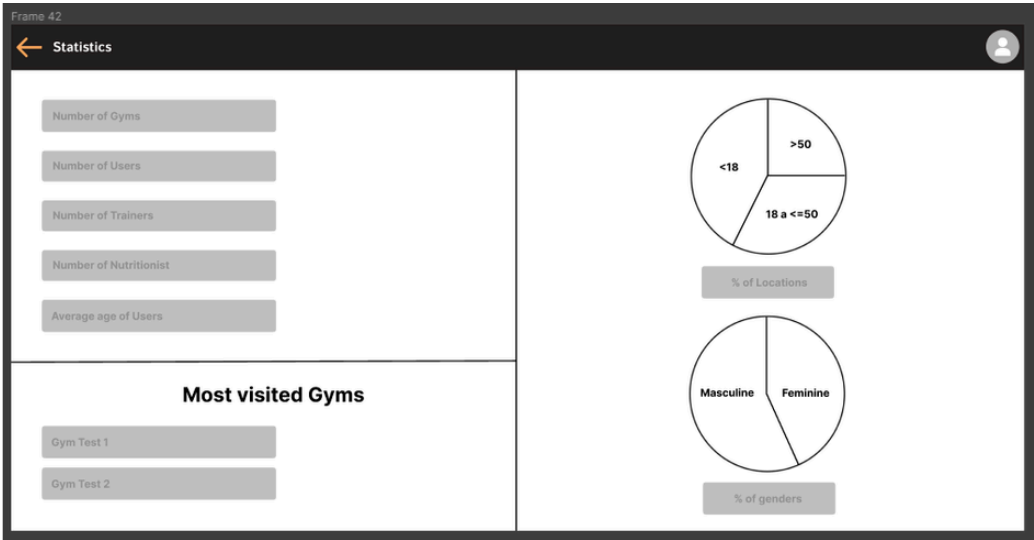 Frame 42
Statistics
Number of Gyms
Number of Users
Number of Trainers
Number of Nutritionist
Average age of Users
Most visited Gyms
Gym Test 1
Gym Test 2
<18
>50
18 a <=50
% of Locations
Masculine
Feminine
% of genders